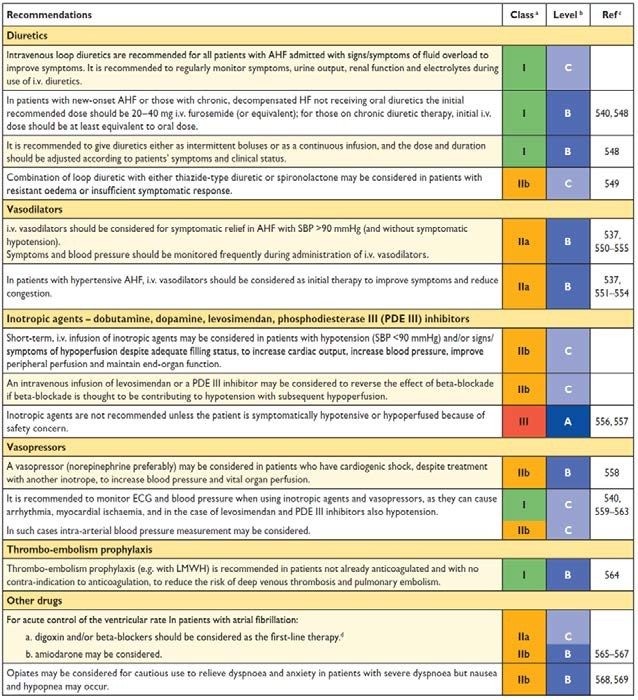 Recommendations Class a Level b Ref c
Diuretics
Intravenous loop diuretics are recommended for all patients with AHF admitted with signs/symptoms of fluid overload to
improve symptoms. It is recommended to regularly monitor symptoms, urine output, renal function and electrolytes during
use of i.v. diuretics.
I C
In patients with new-onset AHF or those with chronic, decompensated HF not receiving oral diuretics the initial
recommended dose should be 20–40 mg i.v. furosemide (or equivalent); for those on chronic diuretic therapy, initial i.v.
dose should be at least equivalent to oral dose.
I B 540, 548
It is recommended to give diuretics either as intermittent boluses or as a continuous infusion, and the dose and duration
should be adjusted according to patients' symptoms and clinical status.
I B 548
Combination of loop diuretic with either thiazide-type diuretic or spironolactone may be considered in patients with
resistant oedema or insufficient symptomatic response.
IIb C 549
Vasodilators
i.v. vasodilators should be considered for symptomatic relief in AHF with SBP >90 mmHg (and without symptomatic
hypotension).
Symptoms and blood pressure should be monitored frequently during administration of i.v. vasodilators.
IIa B 537,
550–555
In patients with hypertensive AHF, i.v. vasodilators should be considered as initial therapy to improve symptoms and reduce
congestion.
IIa B 537,
551–554
Inotropic agents – dobutamine, dopamine, levosimendan, phosphodiesterase III (PDE III) inhibitors
Short-term, i.v. infusion of inotropic agents may be considered in patients with hypotension (SBP <90 mmHg) and/or signs/
symptoms of hypoperfusion despite adequate filling status, to increase cardiac output, increase blood pressure, improve
peripheral perfusion and maintain end-organ function.
IIb C
An intravenous infusion of levosimendan or a PDE III inhibitor may be considered to reverse the effect of beta-blockade
if beta-blockade is thought to be contributing to hypotension with subsequent hypoperfusion.
IIb C
Inotropic agents are not recommended unless the patient is symptomatically hypotensive or hypoperfused because of
safety concern.
III A 556, 557
Vasopressors
A vasopressor (norepinephrine preferably) may be considered in patients who have cardiogenic shock, despite treatment
with another inotrope, to increase blood pressure and vital organ perfusion.
IIb B 558
It is recommended to monitor ECG and blood pressure when using inotropic agents and vasopressors, as they can cause
arrhythmia, myocardial ischaemia, and in the case of levosimendan and PDE III inhibitors also hypotension.
I C 540,
559–563
In such cases intra-arterial blood pressure measurement may be considered. IIb C
Thrombo-embolism prophylaxis
Thrombo-embolism prophylaxis (e.g. with LMWH) is recommended in patients not already anticoagulated and with no
contra-indication to anticoagulation, to reduce the risk of deep venous thrombosis and pulmonary embolism.
I B 564
Other drugs
For acute control of the ventricular rate In patients with atrial fibrillation:
a. digoxin and/or beta-blockers should be considered as the first-line therapy.d IIa C
b. amiodarone may be considered. IIb B 565–567
Opiates may be considered for cautious use to relieve dyspnoea and anxiety in patients with severe dyspnoea but nausea
and hypopnea may occur.
IIb B 568, 569